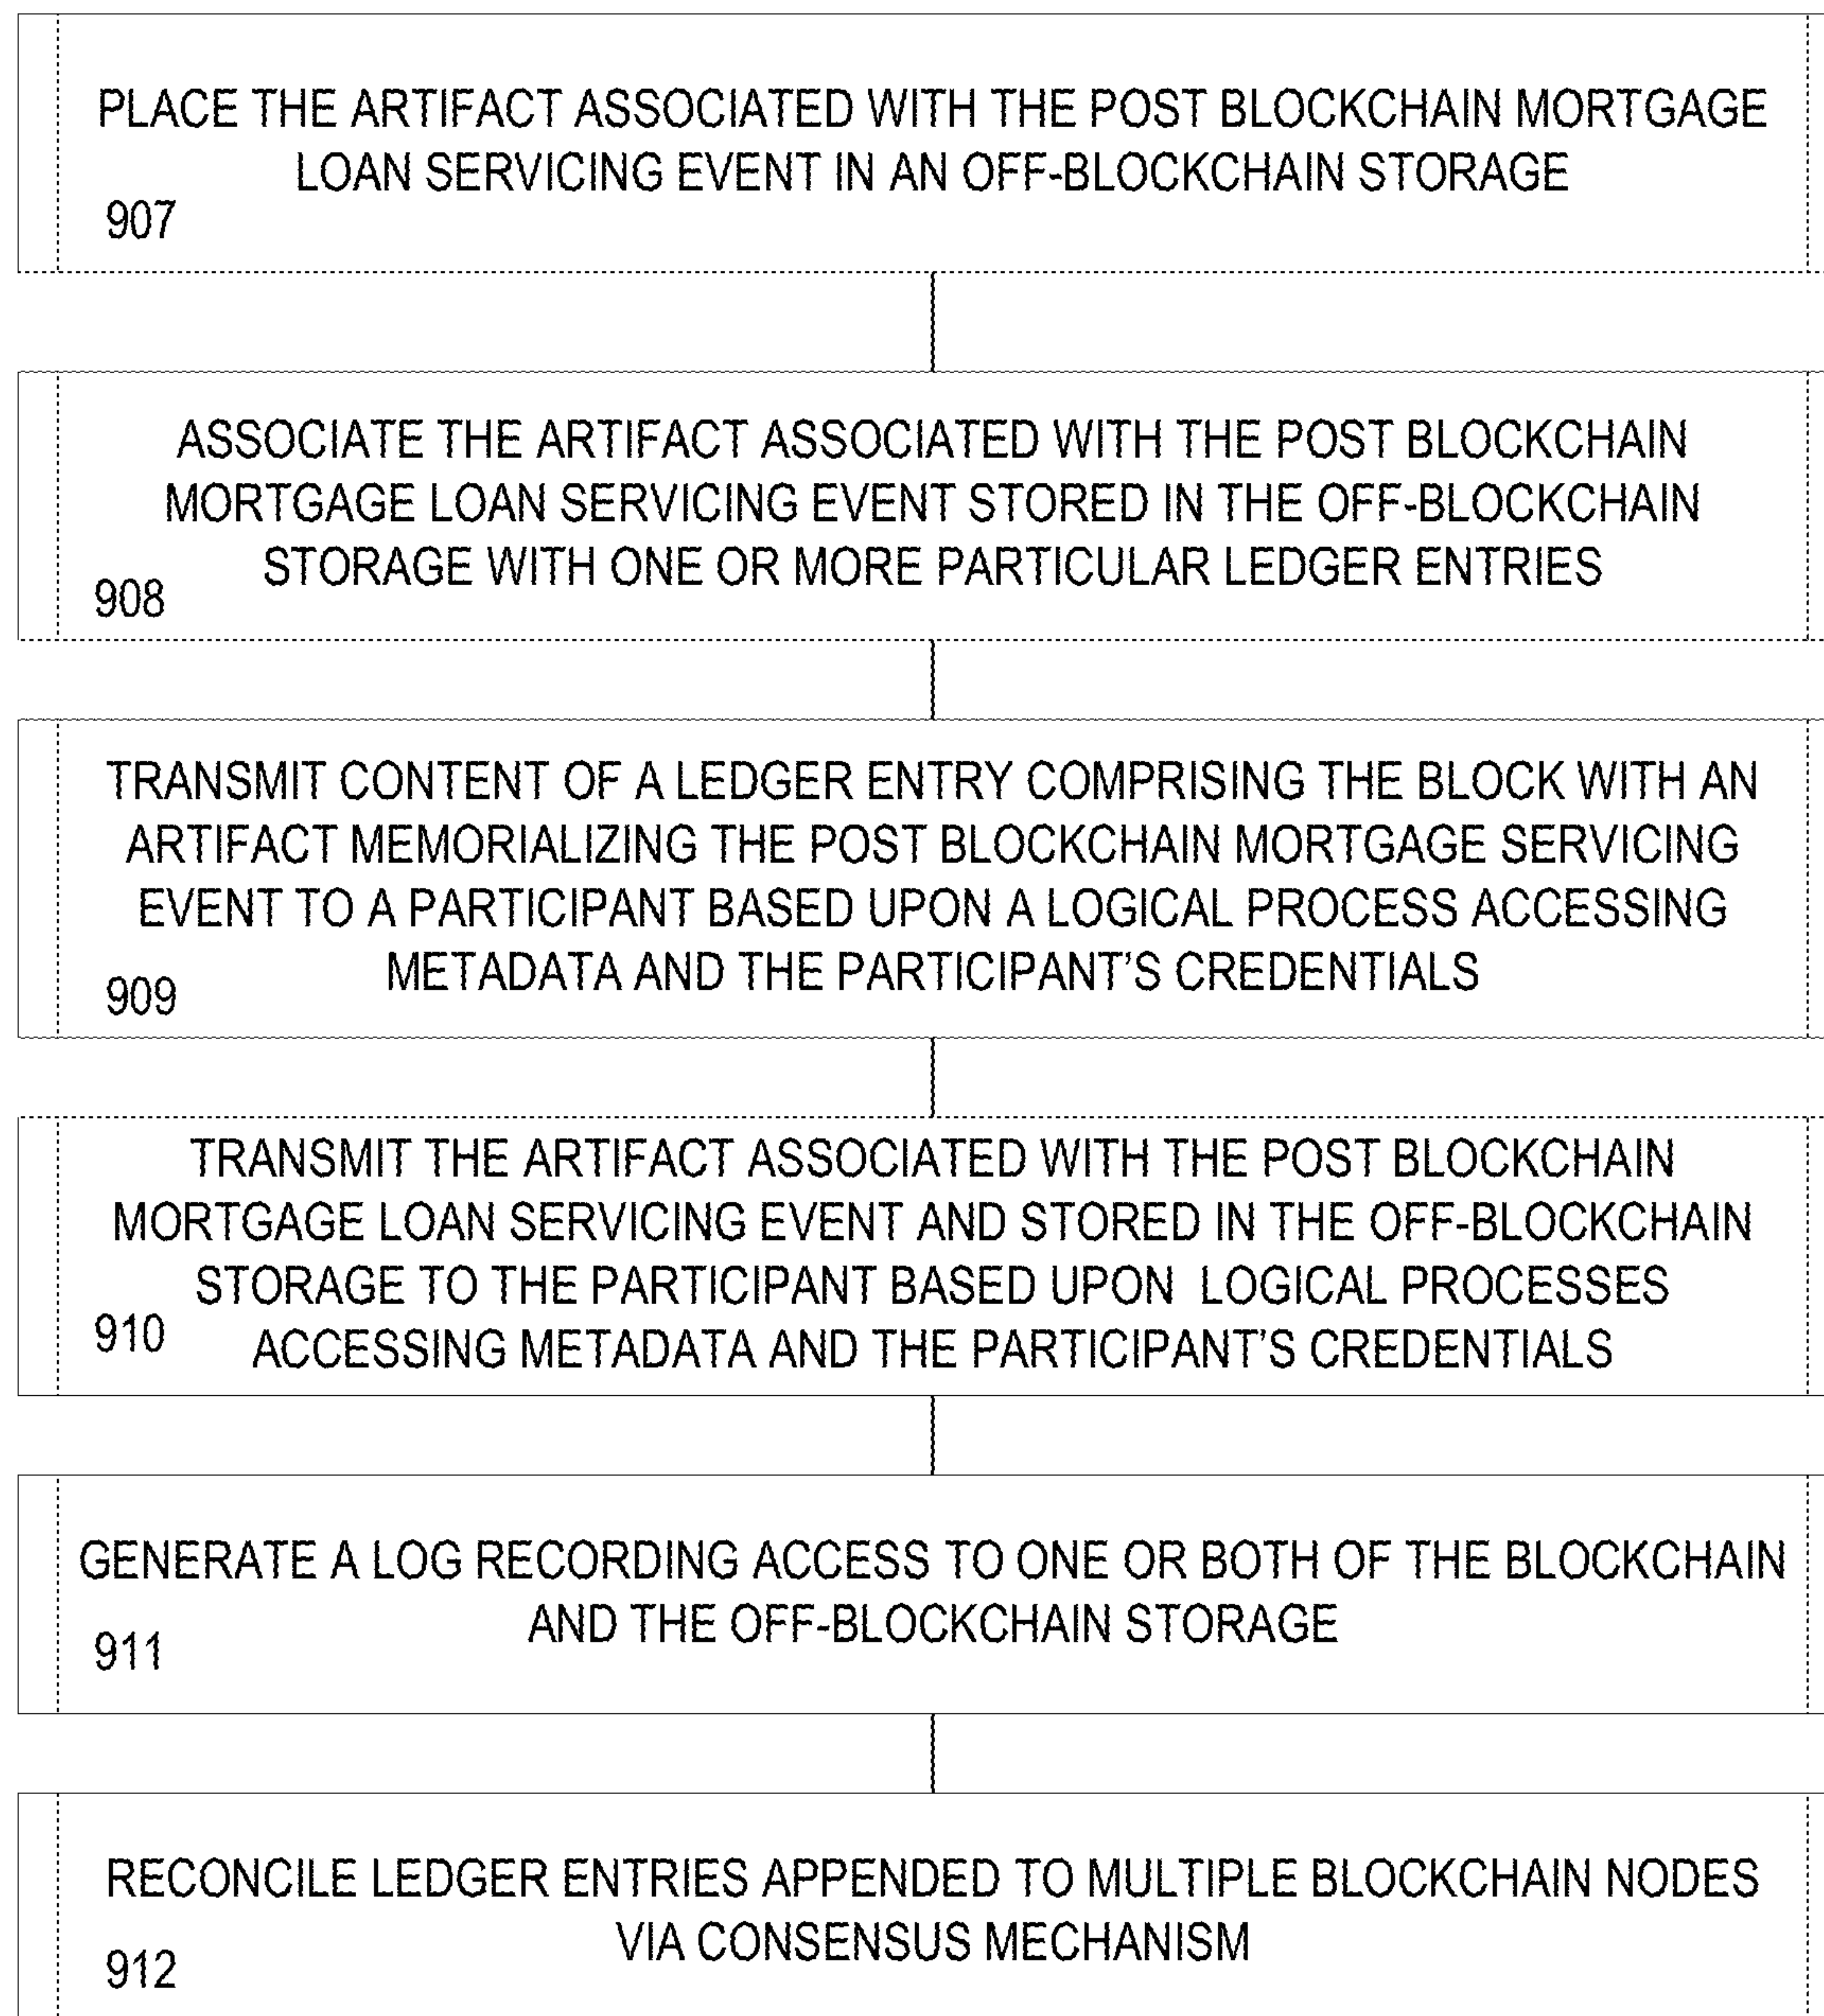 PLACE THE ARTIFACT ASSOCIATED WITH THE POST BLOCKCHAIN MORTGAGE
LOAN SERVICING EVENT IN AN OFF-BLOCKCHAIN STORAGE
907
ASSOCIATE THE ARTIFACT ASSOCIATED WITH THE POST BLOCKCHAIN
MORTGAGE LOAN SERVICING EVENT STORED IN THE OFF-BLOCKCHAIN
STORAGE WITH ONE OR MORE PARTICULAR LEDGER ENTRIES
908
TRANSMIT CONTENT OF A LEDGER ENTRY COMPRISING THE BLOCK WITH AN
ARTIFACT MEMORIALIZING THE POST BLOCKCHAIN MORTGAGE SERVICING
EVENT TO A PARTICIPANT BASED UPON A LOGICAL PROCESS ACCESSING
METADATA AND THE PARTICIPANT'S CREDENTIALS
909
TRANSMIT THE ARTIFACT ASSOCIATED WITH THE POST BLOCKCHAIN
MORTGAGE LOAN SERVICING EVENT AND STORED IN THE OFF-BLOCKCHAIN
STORAGE TO THE PARTICIPANT BASED UPON LOGICAL PROCESSES
910
ACCESSING METADATA AND THE PARTICIPANT'S CREDENTIALS
GENERATE A LOG RECORDING ACCESS TO ONE OR BOTH OF THE BLOCKCHAIN
AND THE OFF-BLOCKCHAIN STORAGE
911
RECONCILE LEDGER ENTRIES APPENDED TO MULTIPLE BLOCKCHAIN NODES
VIA CONSENSUS MECHANISM
912